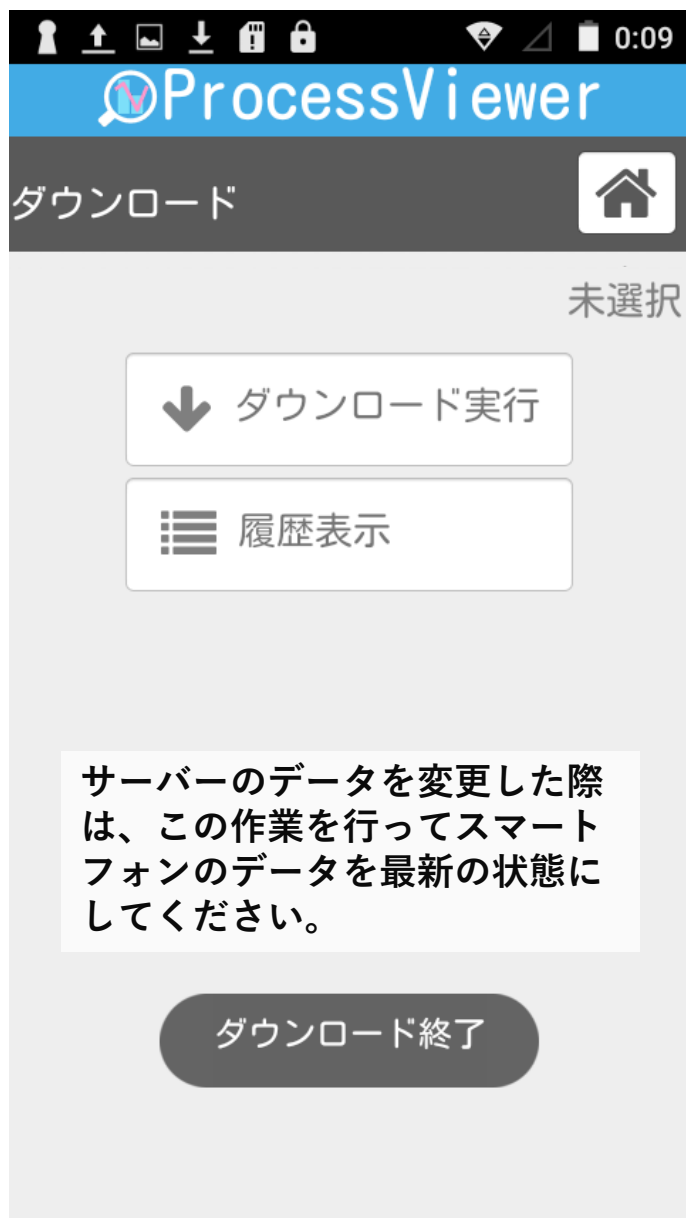 0:09
ProcessViewer
ダウンロード
未選択
ダウンロード実行
履歴表示
サーバーのデータを変更した際
は、この作業を行ってスマート
フォンのデータを最新の状態に
してください。
ダウンロード終了